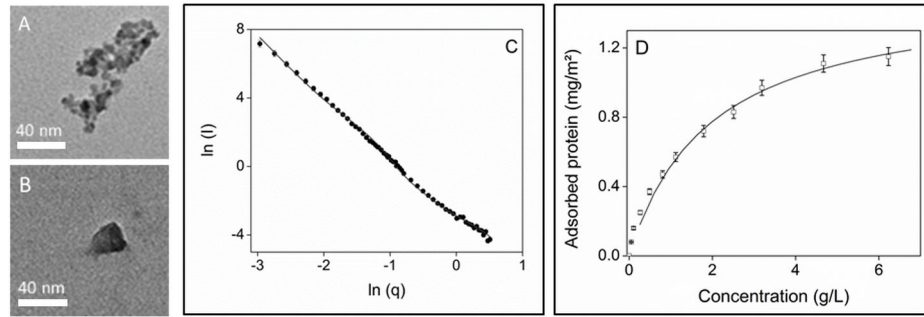 A
40 nm
B
40 nm
C
8
4
0
-4
ln (I)
-3
-2
-1
0
1
ln (q)
D
1.2
0.8
0.4
0.0
Adsorbed protein (mg/m²)
0
2
4
6
Concentration (g/L)